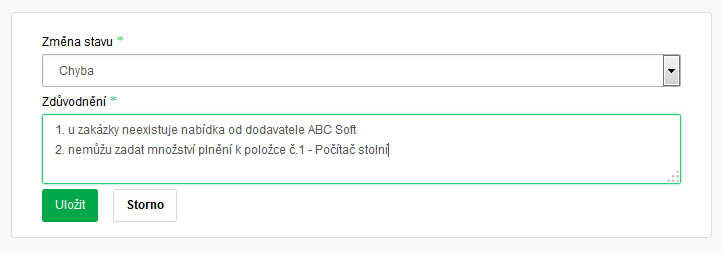 Změna stavu *
Chyba
Zdůvodnění *
1. u zakázky neexistuje nabídka od dodavatele ABC Soft
2. nemůžu zadat množství plnění k položce č.1 - Počítač stolní
Uložit
Storno